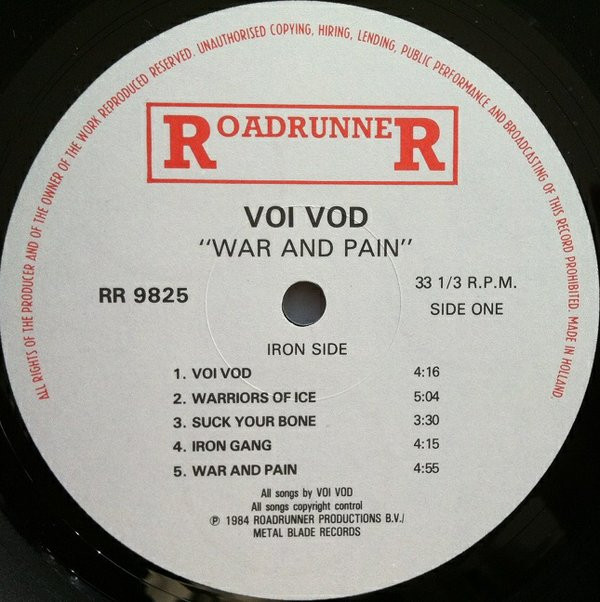 ALL RIGHTS OF THE PRODUCER AND OF THE OWNER OF THE WORK REPRODUCED RESERVED. UNAUTHORISED COPYING, HIRING, LENDING, PUBLIC PERFORMANCE AND BROADCASTING OF THIS RECORD PROHIBITED. MADE IN HOLLAND.
ROADRUNNER
VOI VOD
"WAR AND PAIN"
RR 9825
33 1/3 R.P.M.
SIDE ONE
IRON SIDE
1. VOI VOD 4:16
2. WARRIORS OF ICE 5:04
3. SUCK YOUR BONE 3:30
4. IRON GANG 4:15
5. WAR AND PAIN 4:55
All songs by VOI VOD
All songs copyright control
℗ 1984 ROADRUNNER PRODUCTIONS B.V./
METAL BLADE RECORDS